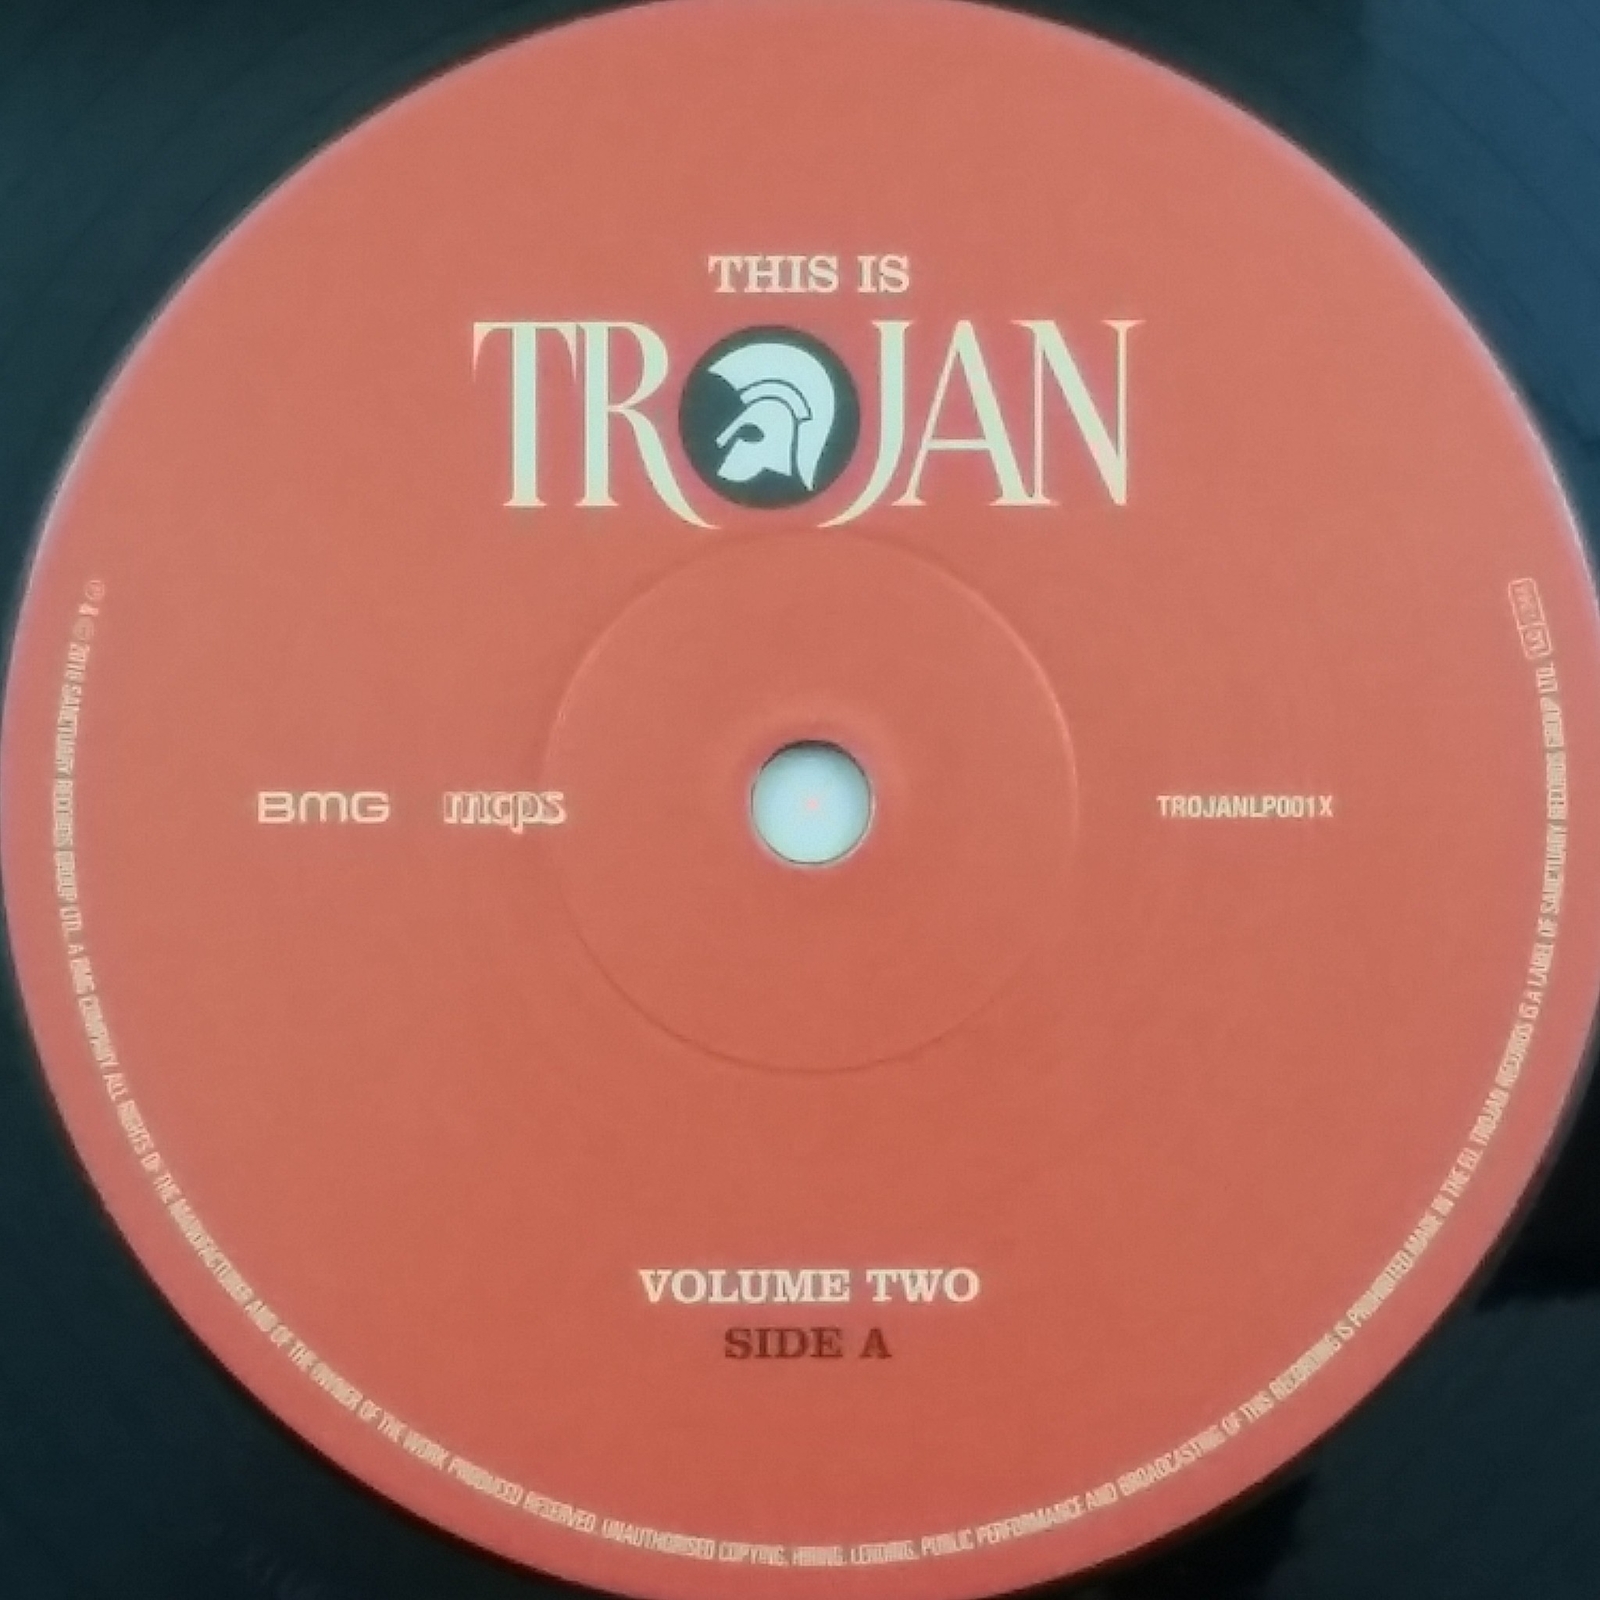 THIS IS
TROJAN
BMG mcps
TROJANLP001X
VOLUME TWO
SIDE A
℗ & © 2018 SANCTUARY RECORDS GROUP LTD. A BMG COMPANY. ALL RIGHTS OF THE MANUFACTURER AND OF THE OWNER OF THE WORK PRODUCED RESERVED. UNAUTHORISED COPYING, HIRING, LENDING, PUBLIC PERFORMANCE AND BROADCASTING OF THIS RECORDING IS PROHIBITED. MADE IN THE EU. TROJAN RECORDS IS A LABEL OF SANCTUARY RECORDS GROUP LTD.